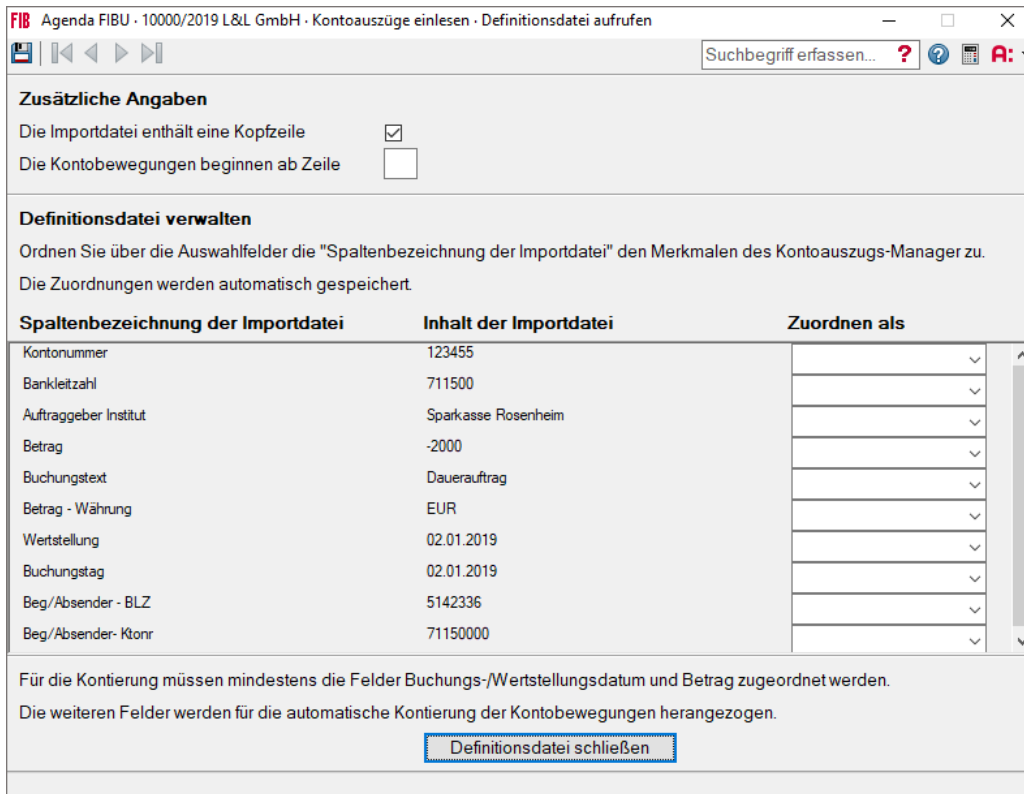 FIB Agenda FIBU · 10000/2019 L&L GmbH · Kontoauszüge einlesen · Definitionsdatei aufrufen
Suchbegriff erfassen... ? ? A:
Zusätzliche Angaben
Die Importdatei enthält eine Kopfzeile
Die Kontobewegungen beginnen ab Zeile
Definitionsdatei verwalten
Ordnen Sie über die Auswahlfelder die "Spaltenbezeichnung der Importdatei" den Merkmalen des Kontoauszugs-Manager zu.
Die Zuordnungen werden automatisch gespeichert.
Spaltenbezeichnung der Importdatei Inhalt der Importdatei Zuordnen als
Kontonummer 123455
Bankleitzahl 711500
Auftraggeber Institut Sparkasse Rosenheim
Betrag -2000
Buchungstext Dauerauftrag
Betrag - Währung EUR
Wertstellung 02.01.2019
Buchungstag 02.01.2019
Beg/Absender - BLZ 5142336
Beg/Absender- Ktonr 71150000
Für die Kontierung müssen mindestens die Felder Buchungs-/Wertstellungsdatum und Betrag zugeordnet werden.
Die weiteren Felder werden für die automatische Kontierung der Kontobewegungen herangezogen.
Definitionsdatei schließen